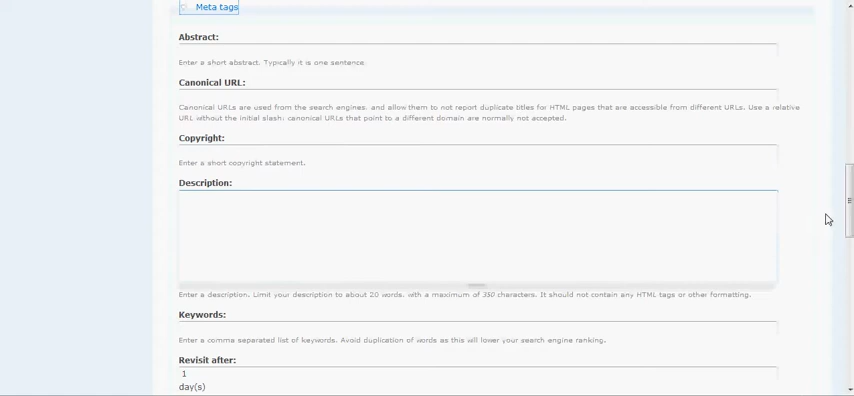 Meta tags
Abstract:
Enter a short abstract. Typically it is one sentence.
Canonical URL:
Canonical URLs are used from the search engines, and allow them to not report duplicate titles for HTML pages that are accessible from different URLs. Use a relative
URL without the initial slash; canonical URLs that point to a different domain are normally not accepted.
Copyright:
Enter a short copyright statement.
Description:
Enter a description. Limit your description to about 20 words, with a maximum of 350 characters. It should not contain any HTML tags or other formatting.
Keywords:
Enter a comma separated list of keywords. Avoid duplication of words as this will lower your search engine ranking.
Revisit after:
1
day(s)